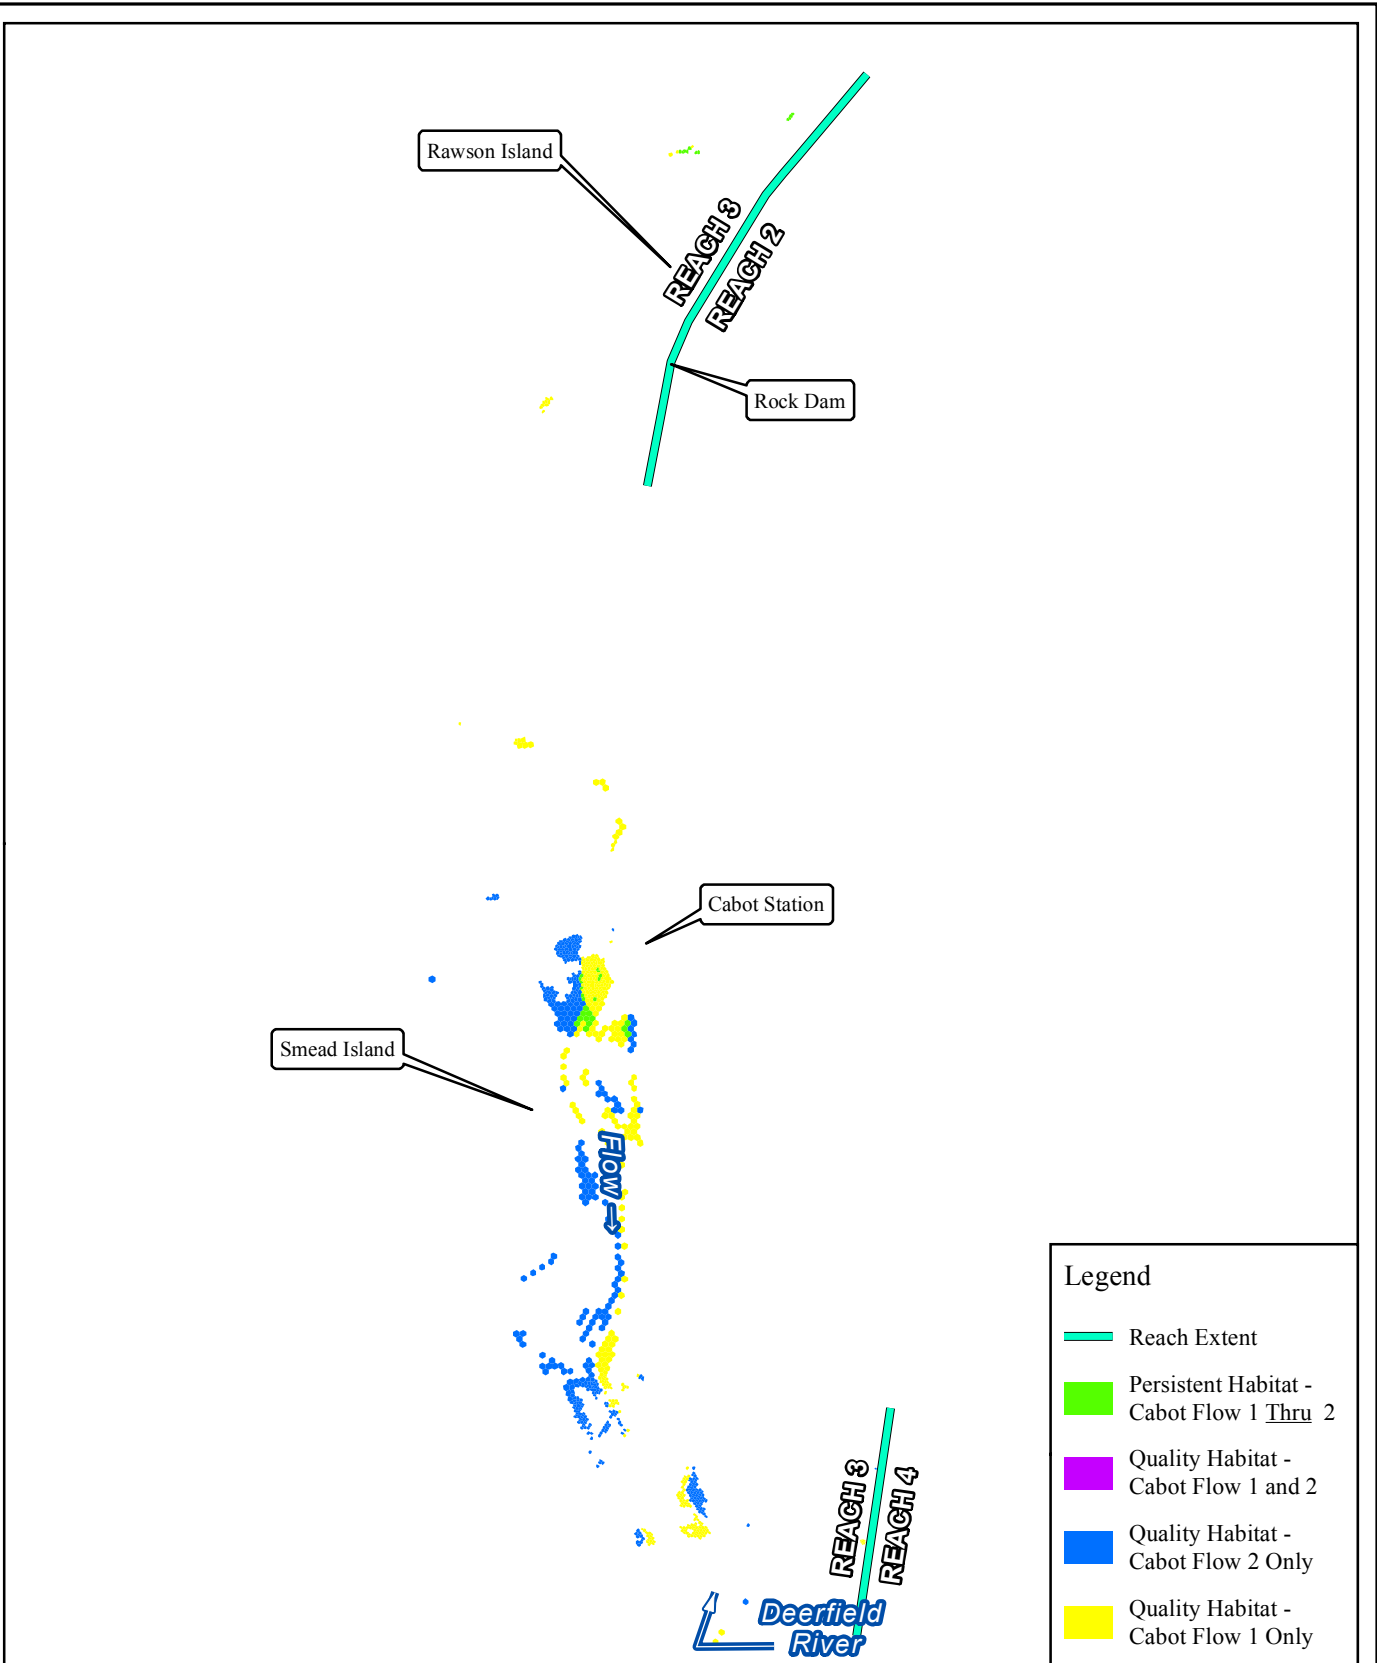 Rawson Island
REACH 3
REACH 2
Rock Dam
Cabot Station
Smead Island
Flow
Legend
Reach Extent
Persistent Habitat -
Cabot Flow 1 Thru 2
Quality Habitat -
Cabot Flow 1 and 2
Quality Habitat -
Cabot Flow 2 Only
Quality Habitat -
Cabot Flow 1 Only
REACH 3
REACH 4
Deerfield
River